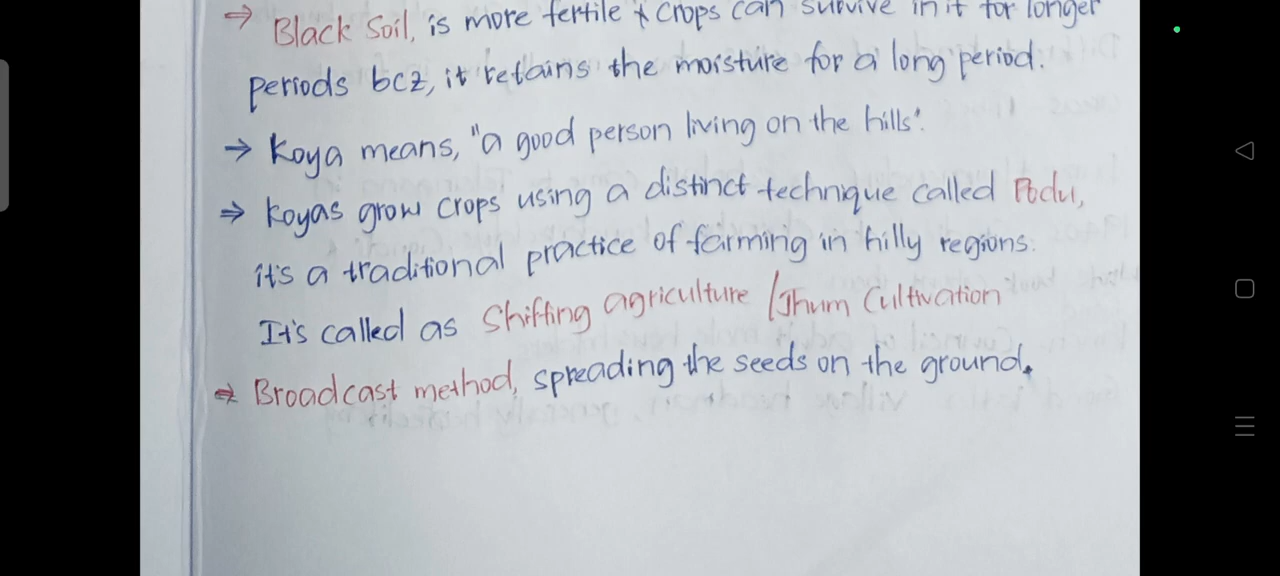 ⇒ Black Soil, is more fertile & crops can survive in it for longer
periods bcz, it retains the moisture for a long period.
→ Koya means, "a good person living on the hills".
⇒ Koyas grow crops using a distinct technique called Podu,
it's a traditional practice of farming in hilly regions.
It's called as Shifting agriculture / Jhum Cultivation
⇒ Broadcast method, spreading the seeds on the ground.